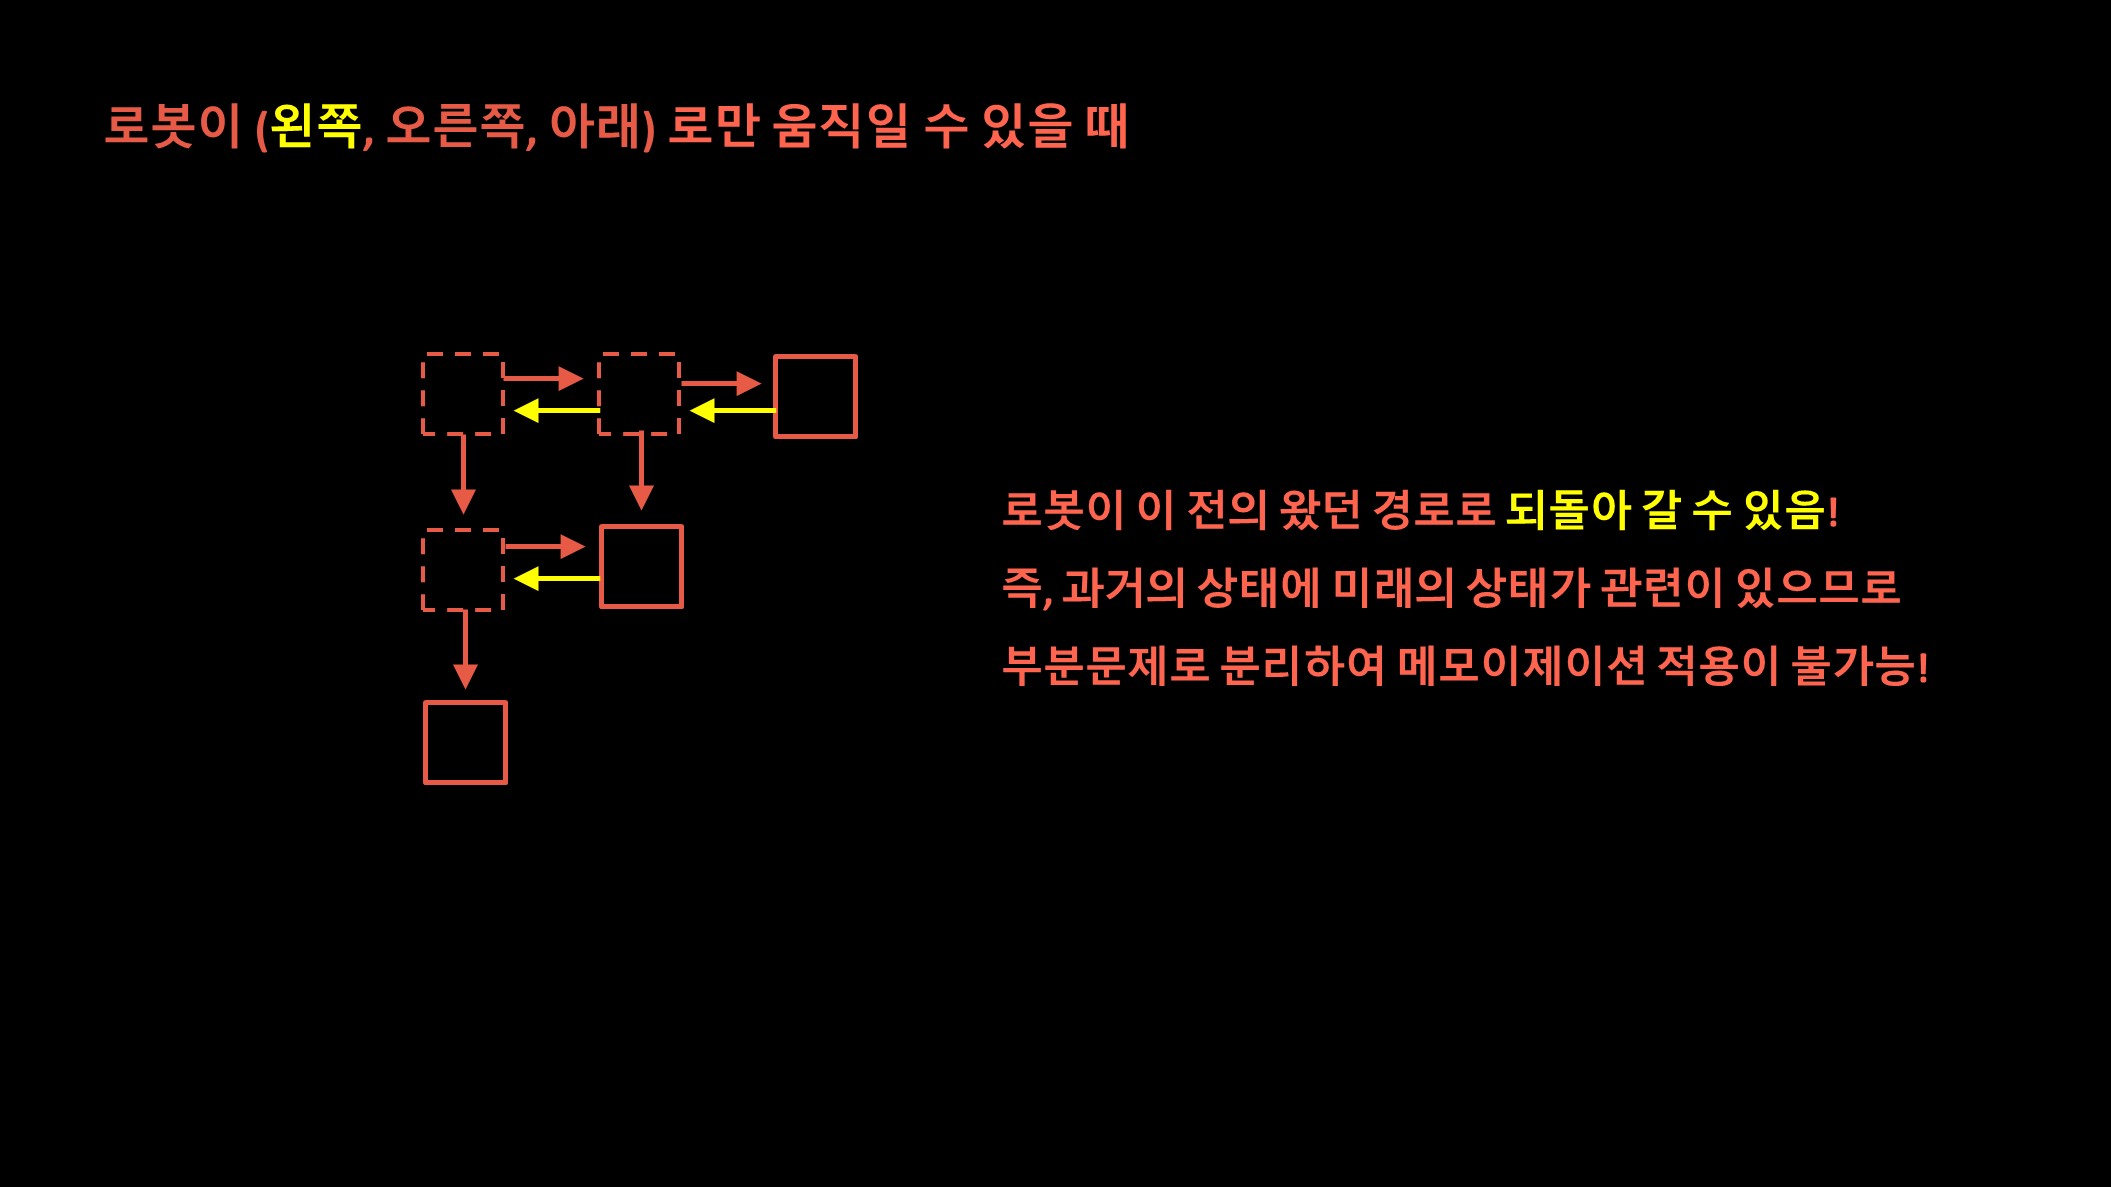 로봇이 (왼쪽, 오른쪽, 아래) 로만 움직일 수 있을 때
로봇이 이 전의 왔던 경로로 되돌아 갈 수 있음!
즉, 과거의 상태에 미래의 상태가 관련이 있으므로
부분문제로 분리하여 메모이제이션 적용이 불가능!